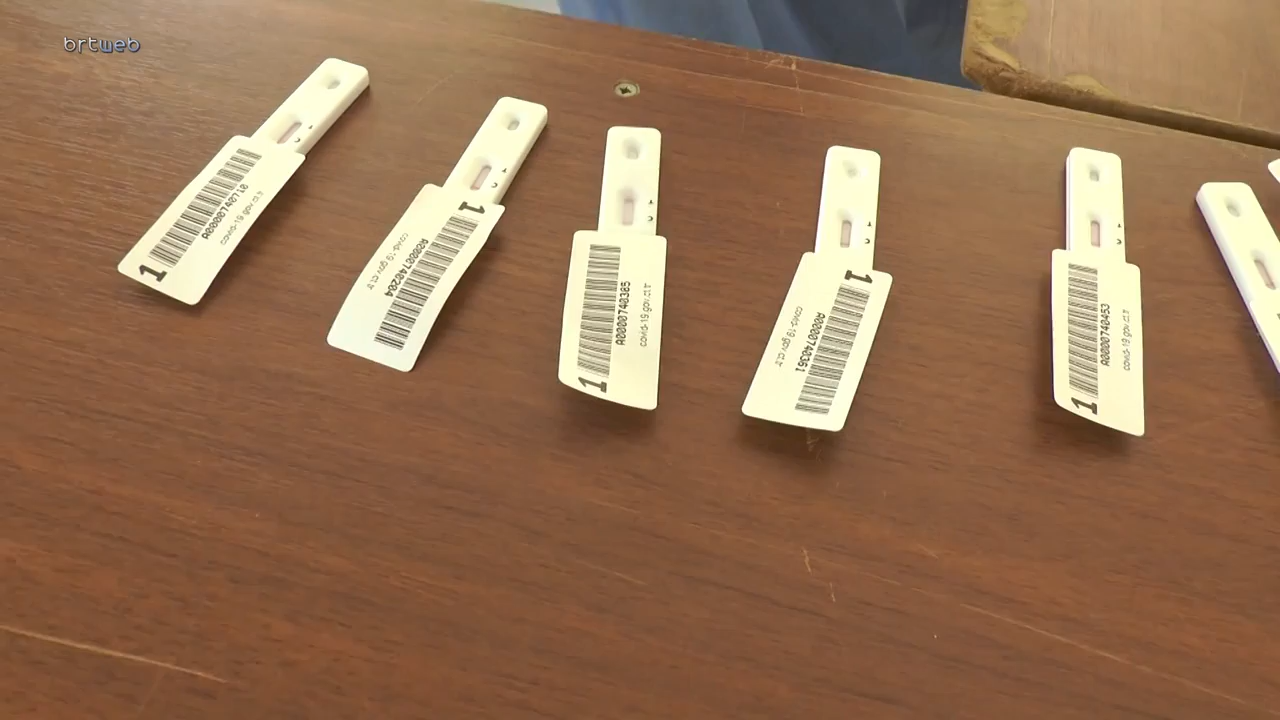 brtweb
1
A0000740710
covid-19.gov.ct.tr
1
A0000740204
covid-19.gov.ct.tr
1
A0000740385
covid-19.gov.ct.tr
1
A0000740361
covid-19.gov.ct.tr
1
A0000740453
covid-19.gov.ct.tr